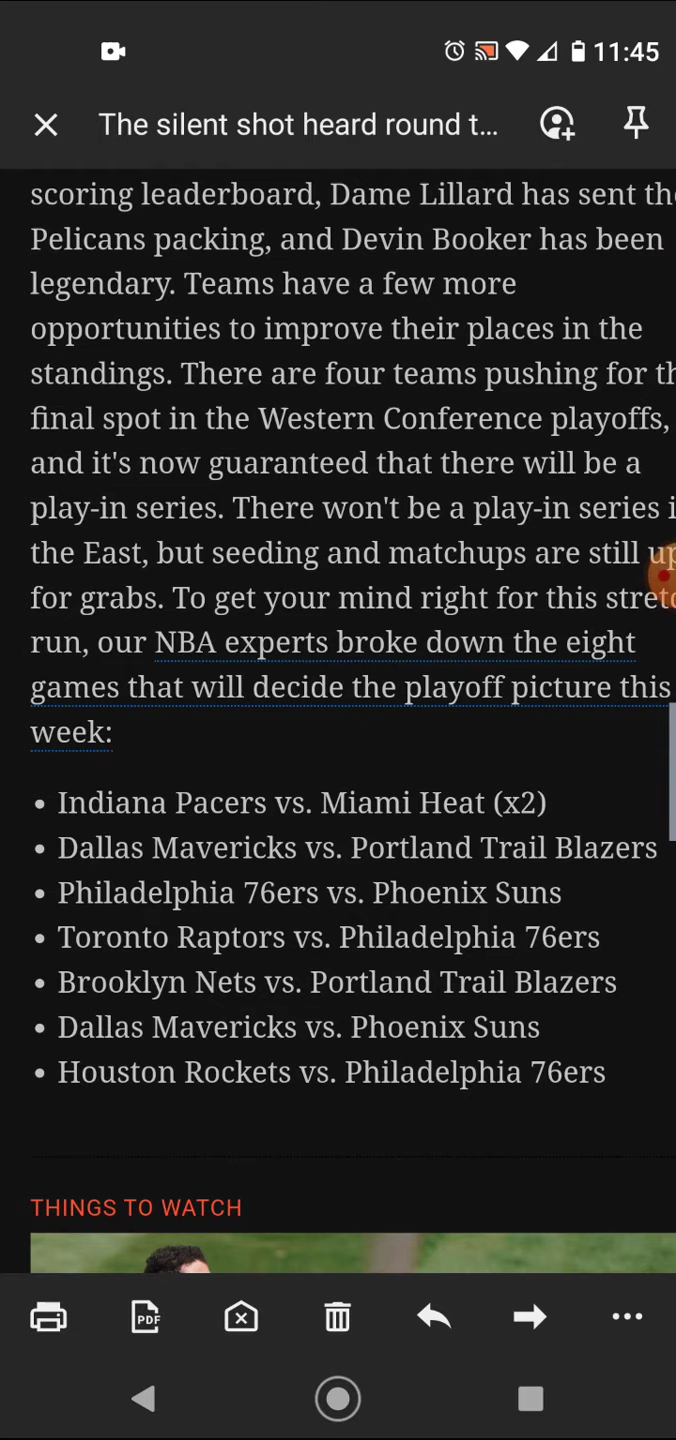 11:45
The silent shot heard round t...
scoring leaderboard, Dame Lillard has sent
Pelicans packing, and Devin Booker has been
legendary. Teams have a few more
opportunities to improve their places in the
standings. There are four teams pushing for
final spot in the Western Conference playoffs,
and it's now guaranteed that there will be a
play-in series. There won't be a play-in series
the East, but seeding and matchups are still
for grabs. To get your mind right for this
run, our NBA experts broke down the eight
games that will decide the playoff picture this
week:
• Indiana Pacers vs. Miami Heat (x2)
• Dallas Mavericks vs. Portland Trail Blazers
• Philadelphia 76ers vs. Phoenix Suns
• Toronto Raptors vs. Philadelphia 76ers
• Brooklyn Nets vs. Portland Trail Blazers
• Dallas Mavericks vs. Phoenix Suns
• Houston Rockets vs. Philadelphia 76ers
THINGS TO WATCH
PDF